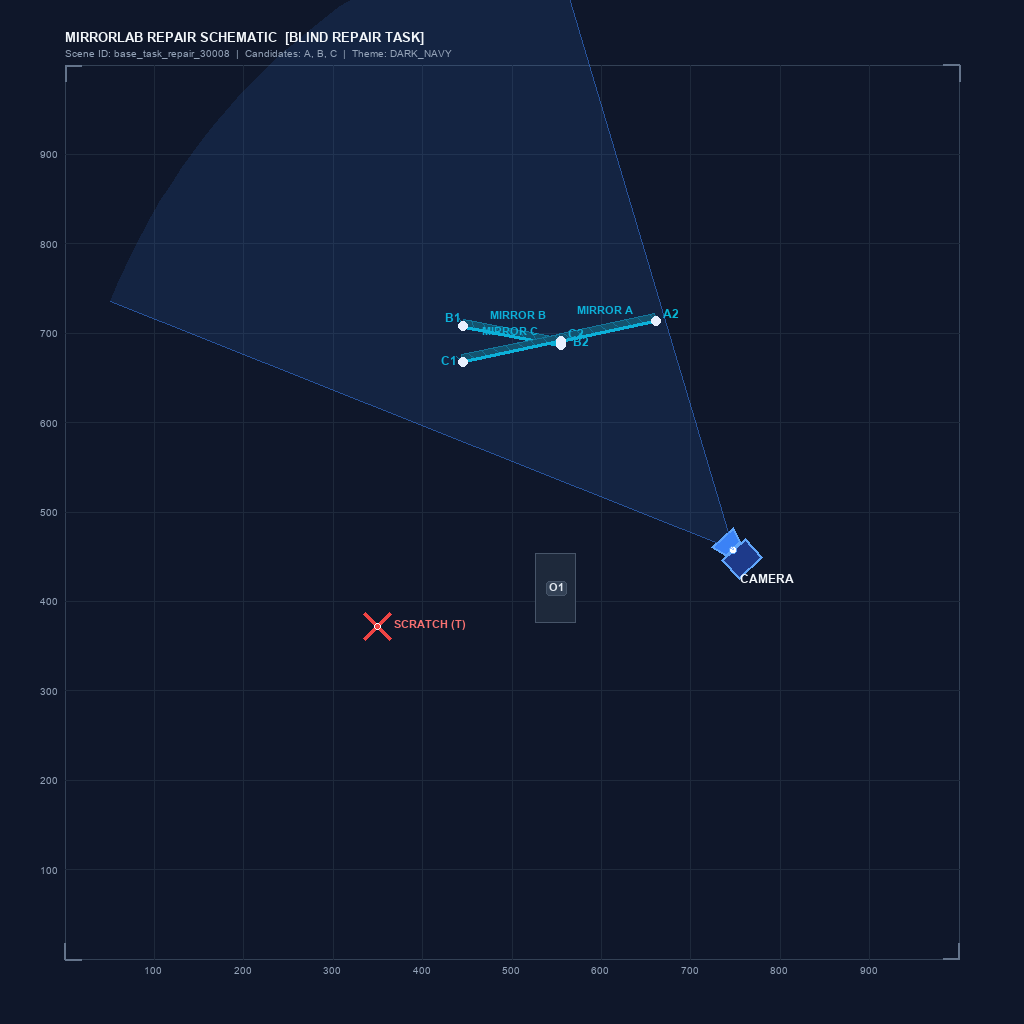 MIRRORLAB REPAIR SCHEMATIC [BLIND REPAIR TASK]
Scene ID: base_task_repair_30008 | Candidates: A, B, C | Theme: DARK_NAVY
900
800
700
600
500
400
300
200
100
MIRROR A
A2
MIRROR B
B1
MIRROR C
C2
B2
C1
CAMERA
O1
SCRATCH (T)
100 200 300 400 500 600 700 800 900